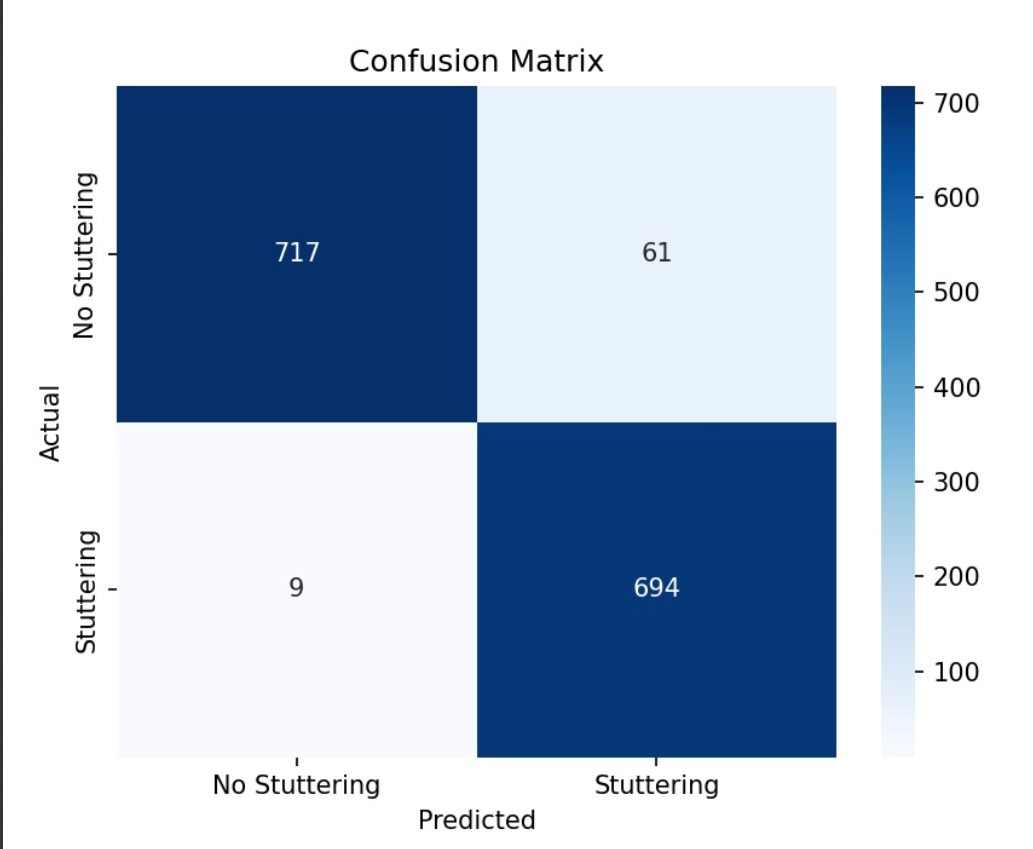 Confusion Matrix
No Stuttering
Stuttering
Actual
717
61
9
694
No Stuttering
Stuttering
Predicted
700
600
500
400
300
200
100